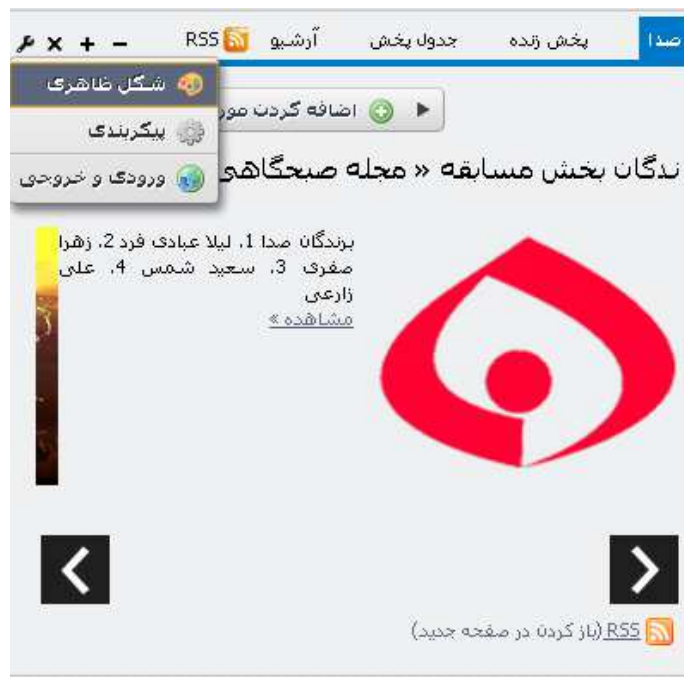 صدا پخش زنده جدول پخش آرشیو RSS
شکل ظاهری
پیکربندی
ورودی و خروجی
اضافه کردن مور
ندگان بخش مسابقه « مجله صبحگاهی
برندگان صدا 1. لیلا عبادی فرد 2. زهرا
صفری 3. سعید شمس 4. علی
زارعی
مشاهده »
RSS (باز کردن در صفحه جدید)